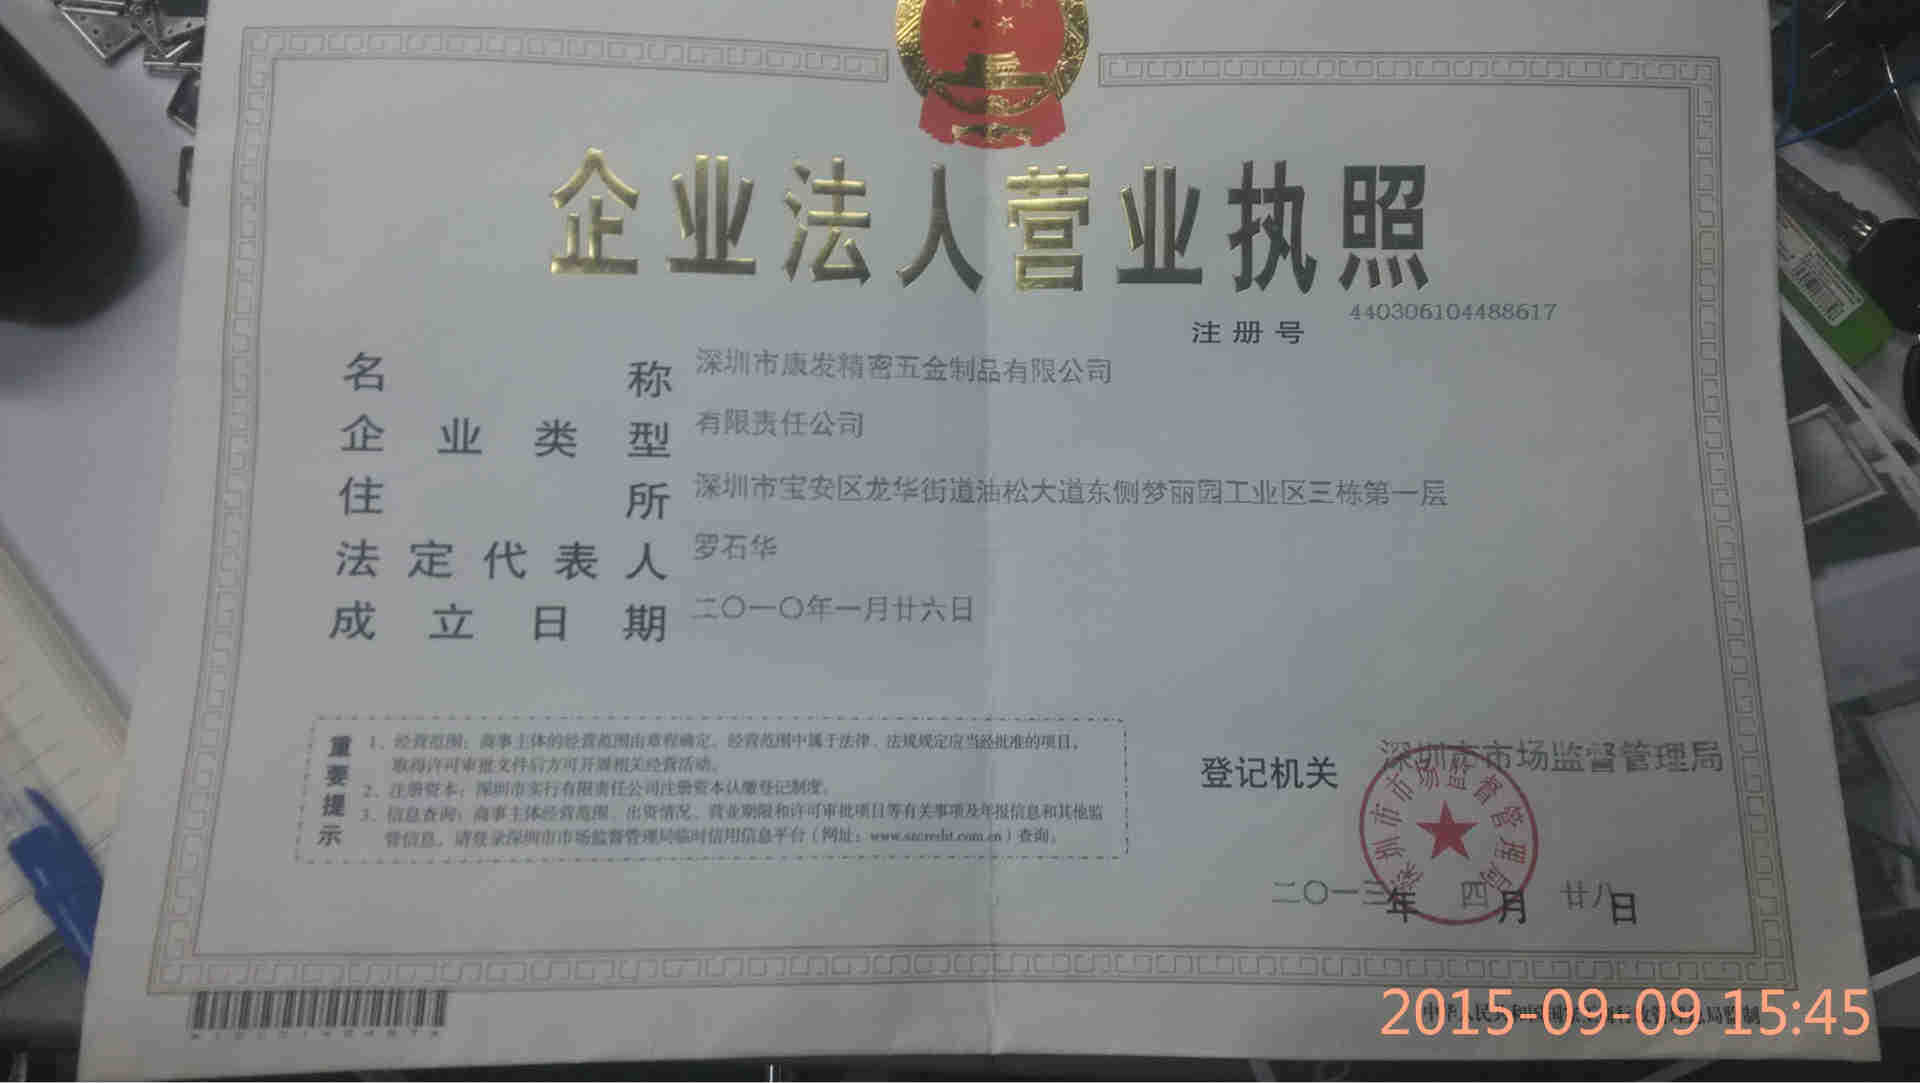 企业法人营业执照
注册号 440306104488617
名称 深圳市康发精密五金制品有限公司
企业类型 有限责任公司
住所 深圳市宝安区龙华街道油松大道东侧梦丽园工业区三栋第一层
法定代表人 罗石华
成立日期 二〇一〇年一月廿六日
重要提示
1、经营范围：商事主体的经营范围由章程确定。经营范围中属于法律、法规规定应当经批准的项目，
取得许可审批文件后方可开展相关经营活动。
2、注册资本：深圳市实行有限责任公司注册资本认缴登记制度。
3、信息查询：商事主体经营范围、出资情况、营业期限和许可审批项目等有关事项及年报信息和其他监
管信息，请登录深圳市市场监督管理局临时信用信息平台（网址：www.szcredit.com.cn）查询。
登记机关 深圳市市场监督管理局
深圳市市场监督管理局
二〇一三年四月廿八日
2015-09-09 15:45